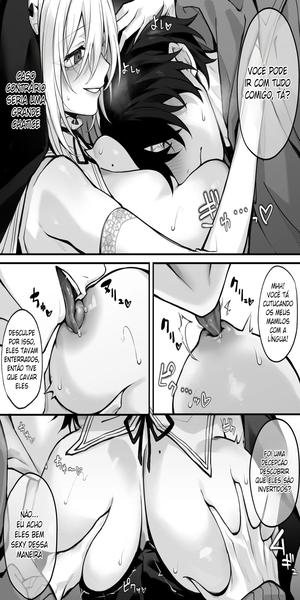 VOCÊ PODE
IR COM TUDO
COMIGO, TÁ?
CASO
CONTRÁRIO
SERIA UMA
GRANDE
CHATICE
MHH!
VOCÊ TÁ
CUTUCANDO
OS MEUS
MAMILOS COM
A LÍNGUA!
DESCULPE
POR ISSO,
ELES TAVAM
ENTERRADOS,
ENTÃO TIVE
QUE CAVAR ELES
FOI UMA
DECEPÇÃO
DESCOBRIR
QUE ELES SÃO
INVERTIDOS?
NÃO...
EU ACHO ELES
BEM SEXY DESSA
MANEIRA